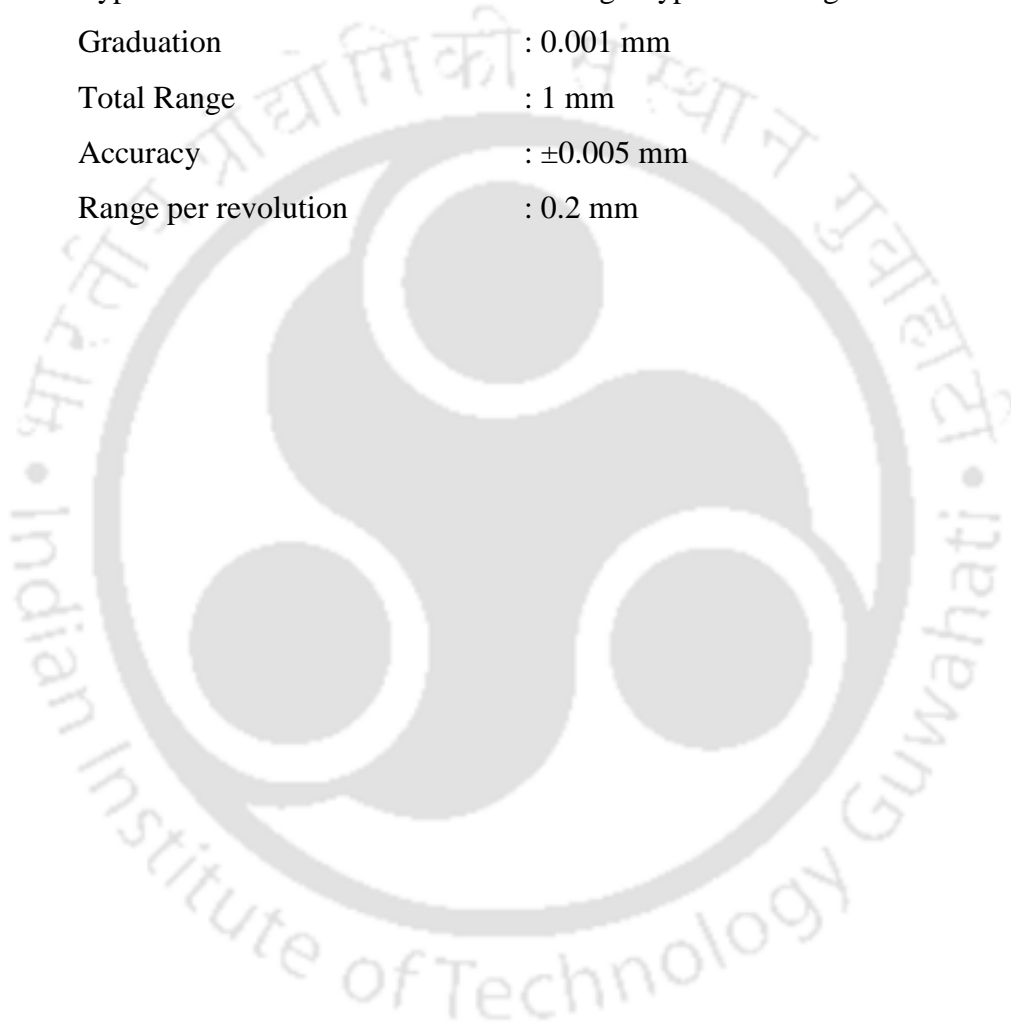 Graduation : 0.001 mm
Total Range : 1 mm
Accuracy : ±0.005 mm
Range per revolution : 0.2 mm
भारतीय प्रौद्योगिकी संस्थान गुवाहाटी
Indian Institute of Technology Guwahati